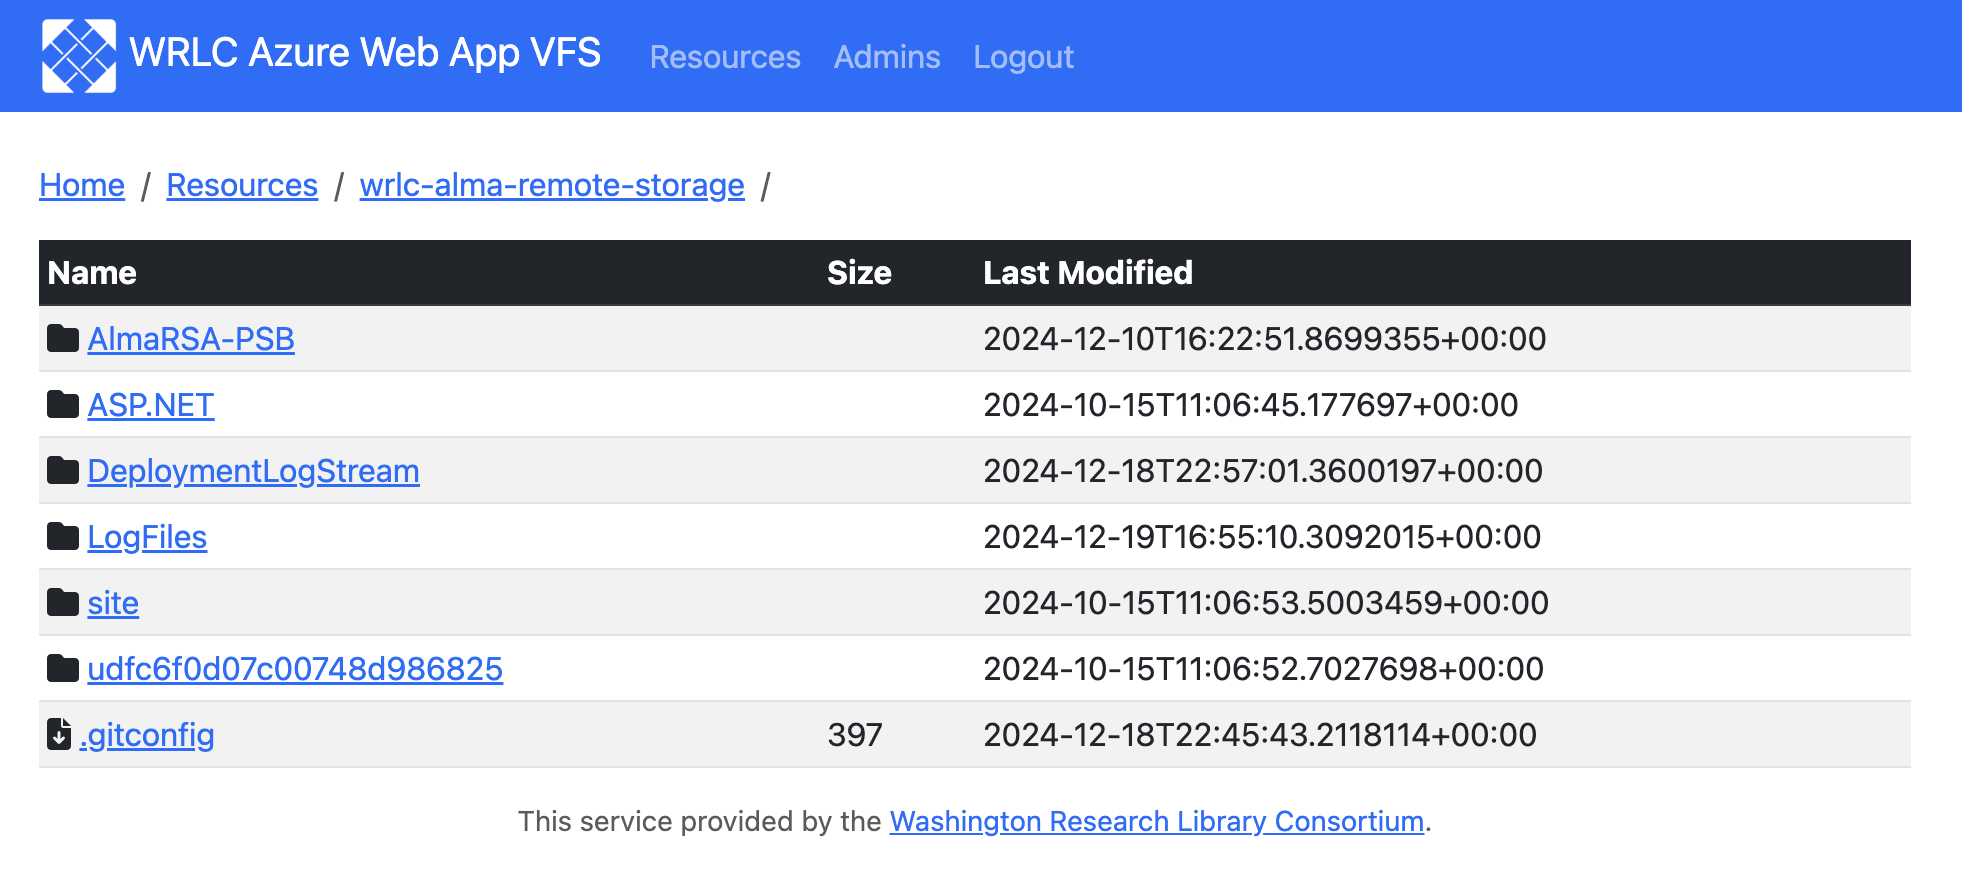 WRLC Azure Web App VFS Resources Admins Logout
Home / Resources / wrlc-alma-remote-storage /
Name Size Last Modified
AlmaRSA-PSB 2024-12-10T16:22:51.8699355+00:00
ASP.NET 2024-10-15T11:06:45.177697+00:00
DeploymentLogStream 2024-12-18T22:57:01.3600197+00:00
LogFiles 2024-12-19T16:55:10.3092015+00:00
site 2024-10-15T11:06:53.5003459+00:00
udfc6f0d07c00748d986825 2024-10-15T11:06:52.7027698+00:00
.gitconfig 397 2024-12-18T22:45:43.2118114+00:00
This service provided by the Washington Research Library Consortium.